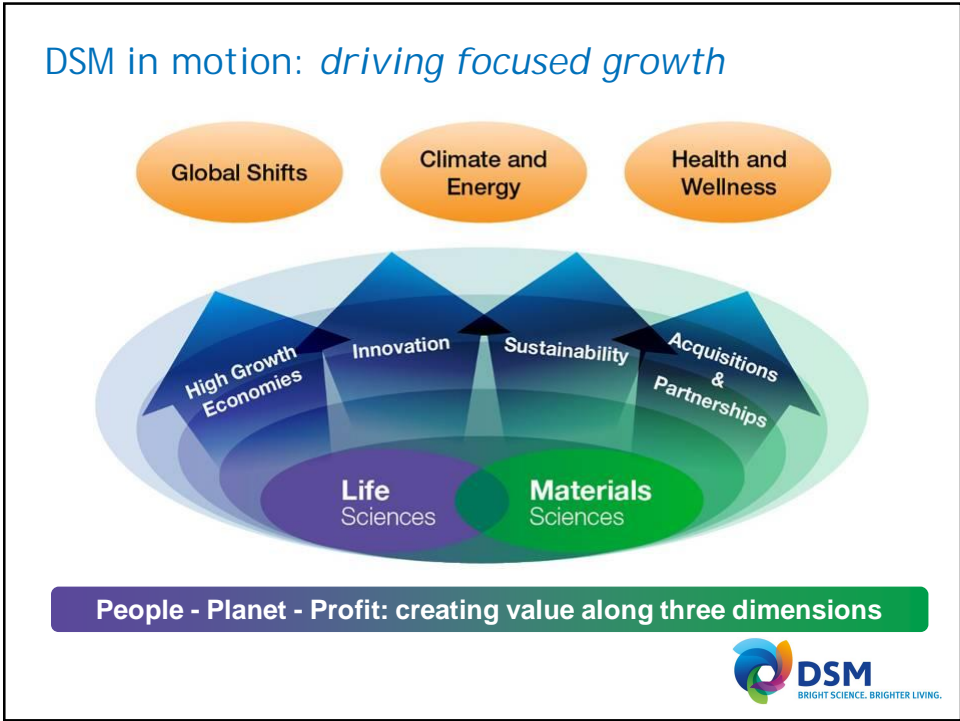 DSM in motion: driving focused growth
Global Shifts
Climate and
Energy
Health and
Wellness
High Growth
Economies
Innovation
Sustainability
Acquisitions
&
Partnerships
Life
Sciences
Materials
Sciences
People - Planet - Profit: creating value along three dimensions
DSM
BRIGHT SCIENCE. BRIGHTER LIVING.